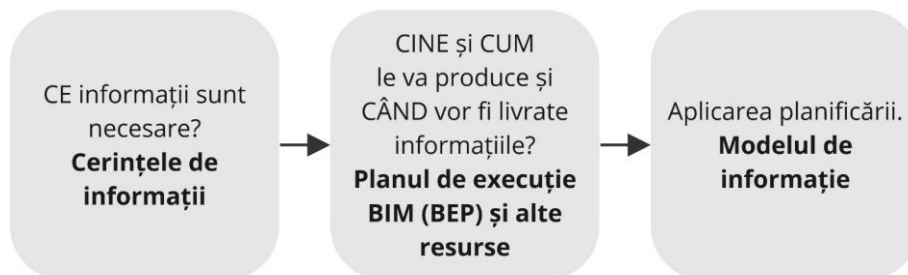 CE informații sunt
necesare?
Cerințele de
informații
CINE și CUM
le va produce și
CÂND vor fi livrate
informațiile?
Planul de execuție
BIM (BEP) și alte
resurse
Aplicarea planificării.
Modelul de
informație